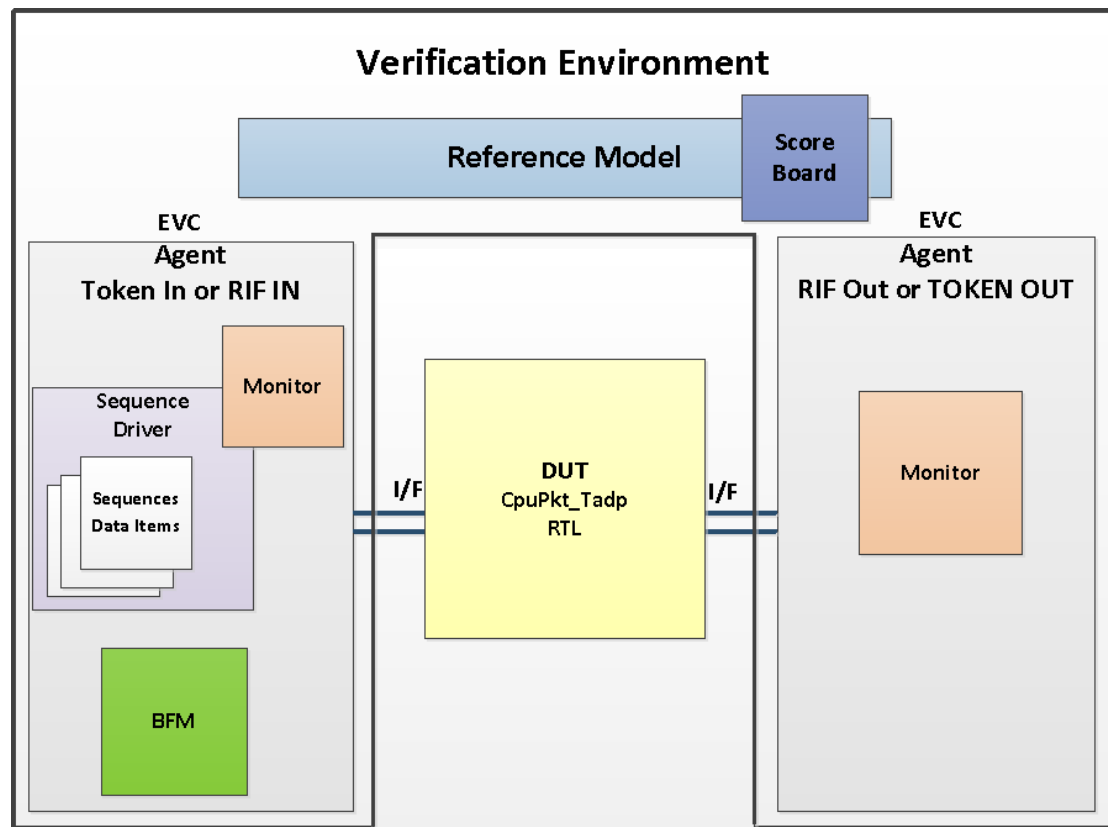 Verification Environment
Reference Model
Score
Board
EVC
Agent
Token In or RIF IN
Monitor
Sequence
Driver
Sequences
Data Items
BFM
I/F
DUT
CpuPkt_Tadp
RTL
I/F
EVC
Agent
RIF Out or TOKEN OUT
Monitor